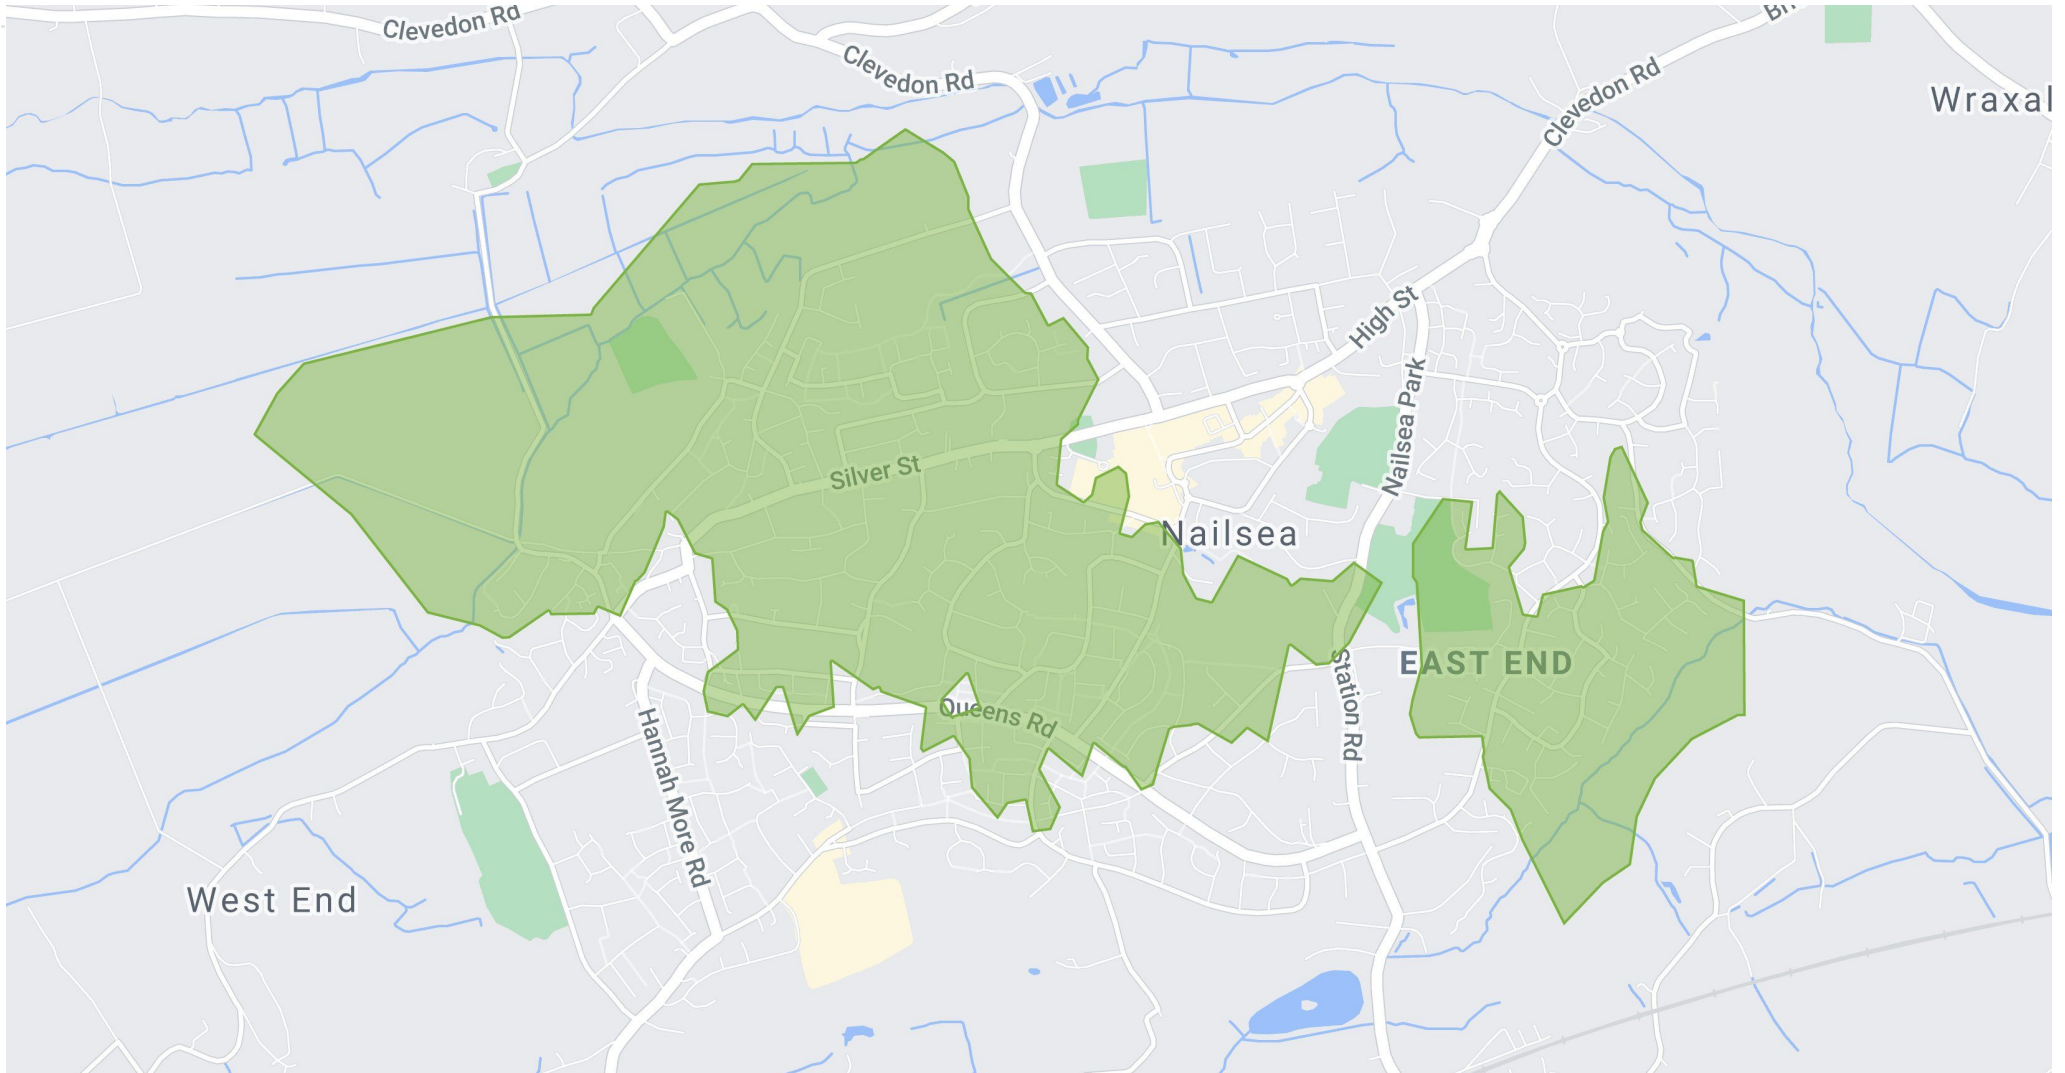 Clevedon Rd
Clevedon Rd
Clevedon Rd
Wraxal
High St
Nailsea Park
Silver St
Nailsea
EAST END
Station Rd
Queens Rd
Hannah More Rd
West End